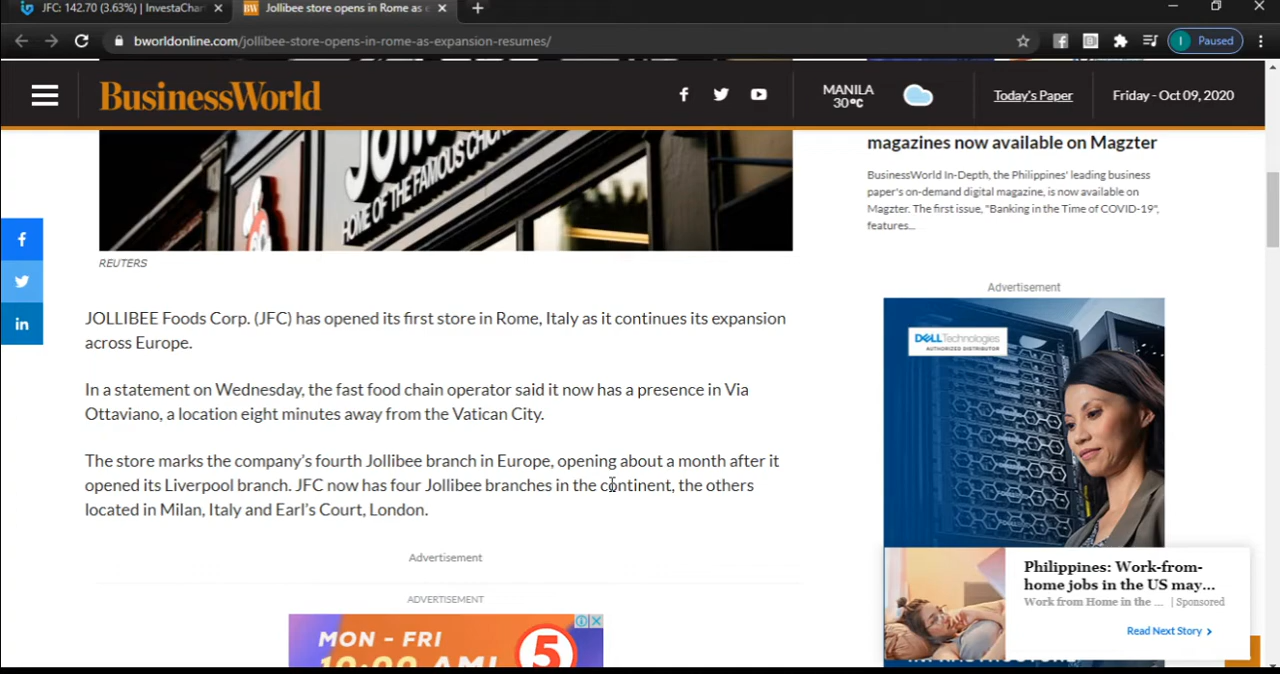 JFC: 142.70 (3.63%) | InvestaChar
Jollibee store opens in Rome as e
bworldonline.com/jollibee-store-opens-in-rome-as-expansion-resumes/
Paused
BusinessWorld
MANILA
30°C
Today's Paper
Friday - Oct 09, 2020
HOME OF THE FAMOUS CHICK
REUTERS
magazines now available on Magzter
BusinessWorld In-Depth, the Philippines' leading business
paper's on-demand digital magazine, is now available on
Magzter. The first issue, "Banking in the Time of COVID-19",
features...
JOLLIBEE Foods Corp. (JFC) has opened its first store in Rome, Italy as it continues its expansion
across Europe.
In a statement on Wednesday, the fast food chain operator said it now has a presence in Via
Ottaviano, a location eight minutes away from the Vatican City.
The store marks the company's fourth Jollibee branch in Europe, opening about a month after it
opened its Liverpool branch. JFC now has four Jollibee branches in the continent, the others
located in Milan, Italy and Earl's Court, London.
Advertisement
ADVERTISEMENT
MON - FRI
5
Advertisement
DELL Technologies
AUTHORIZED DISTRIBUTOR
Philippines: Work-from-
home jobs in the US may...
Work from Home in the ... | Sponsored
Read Next Story